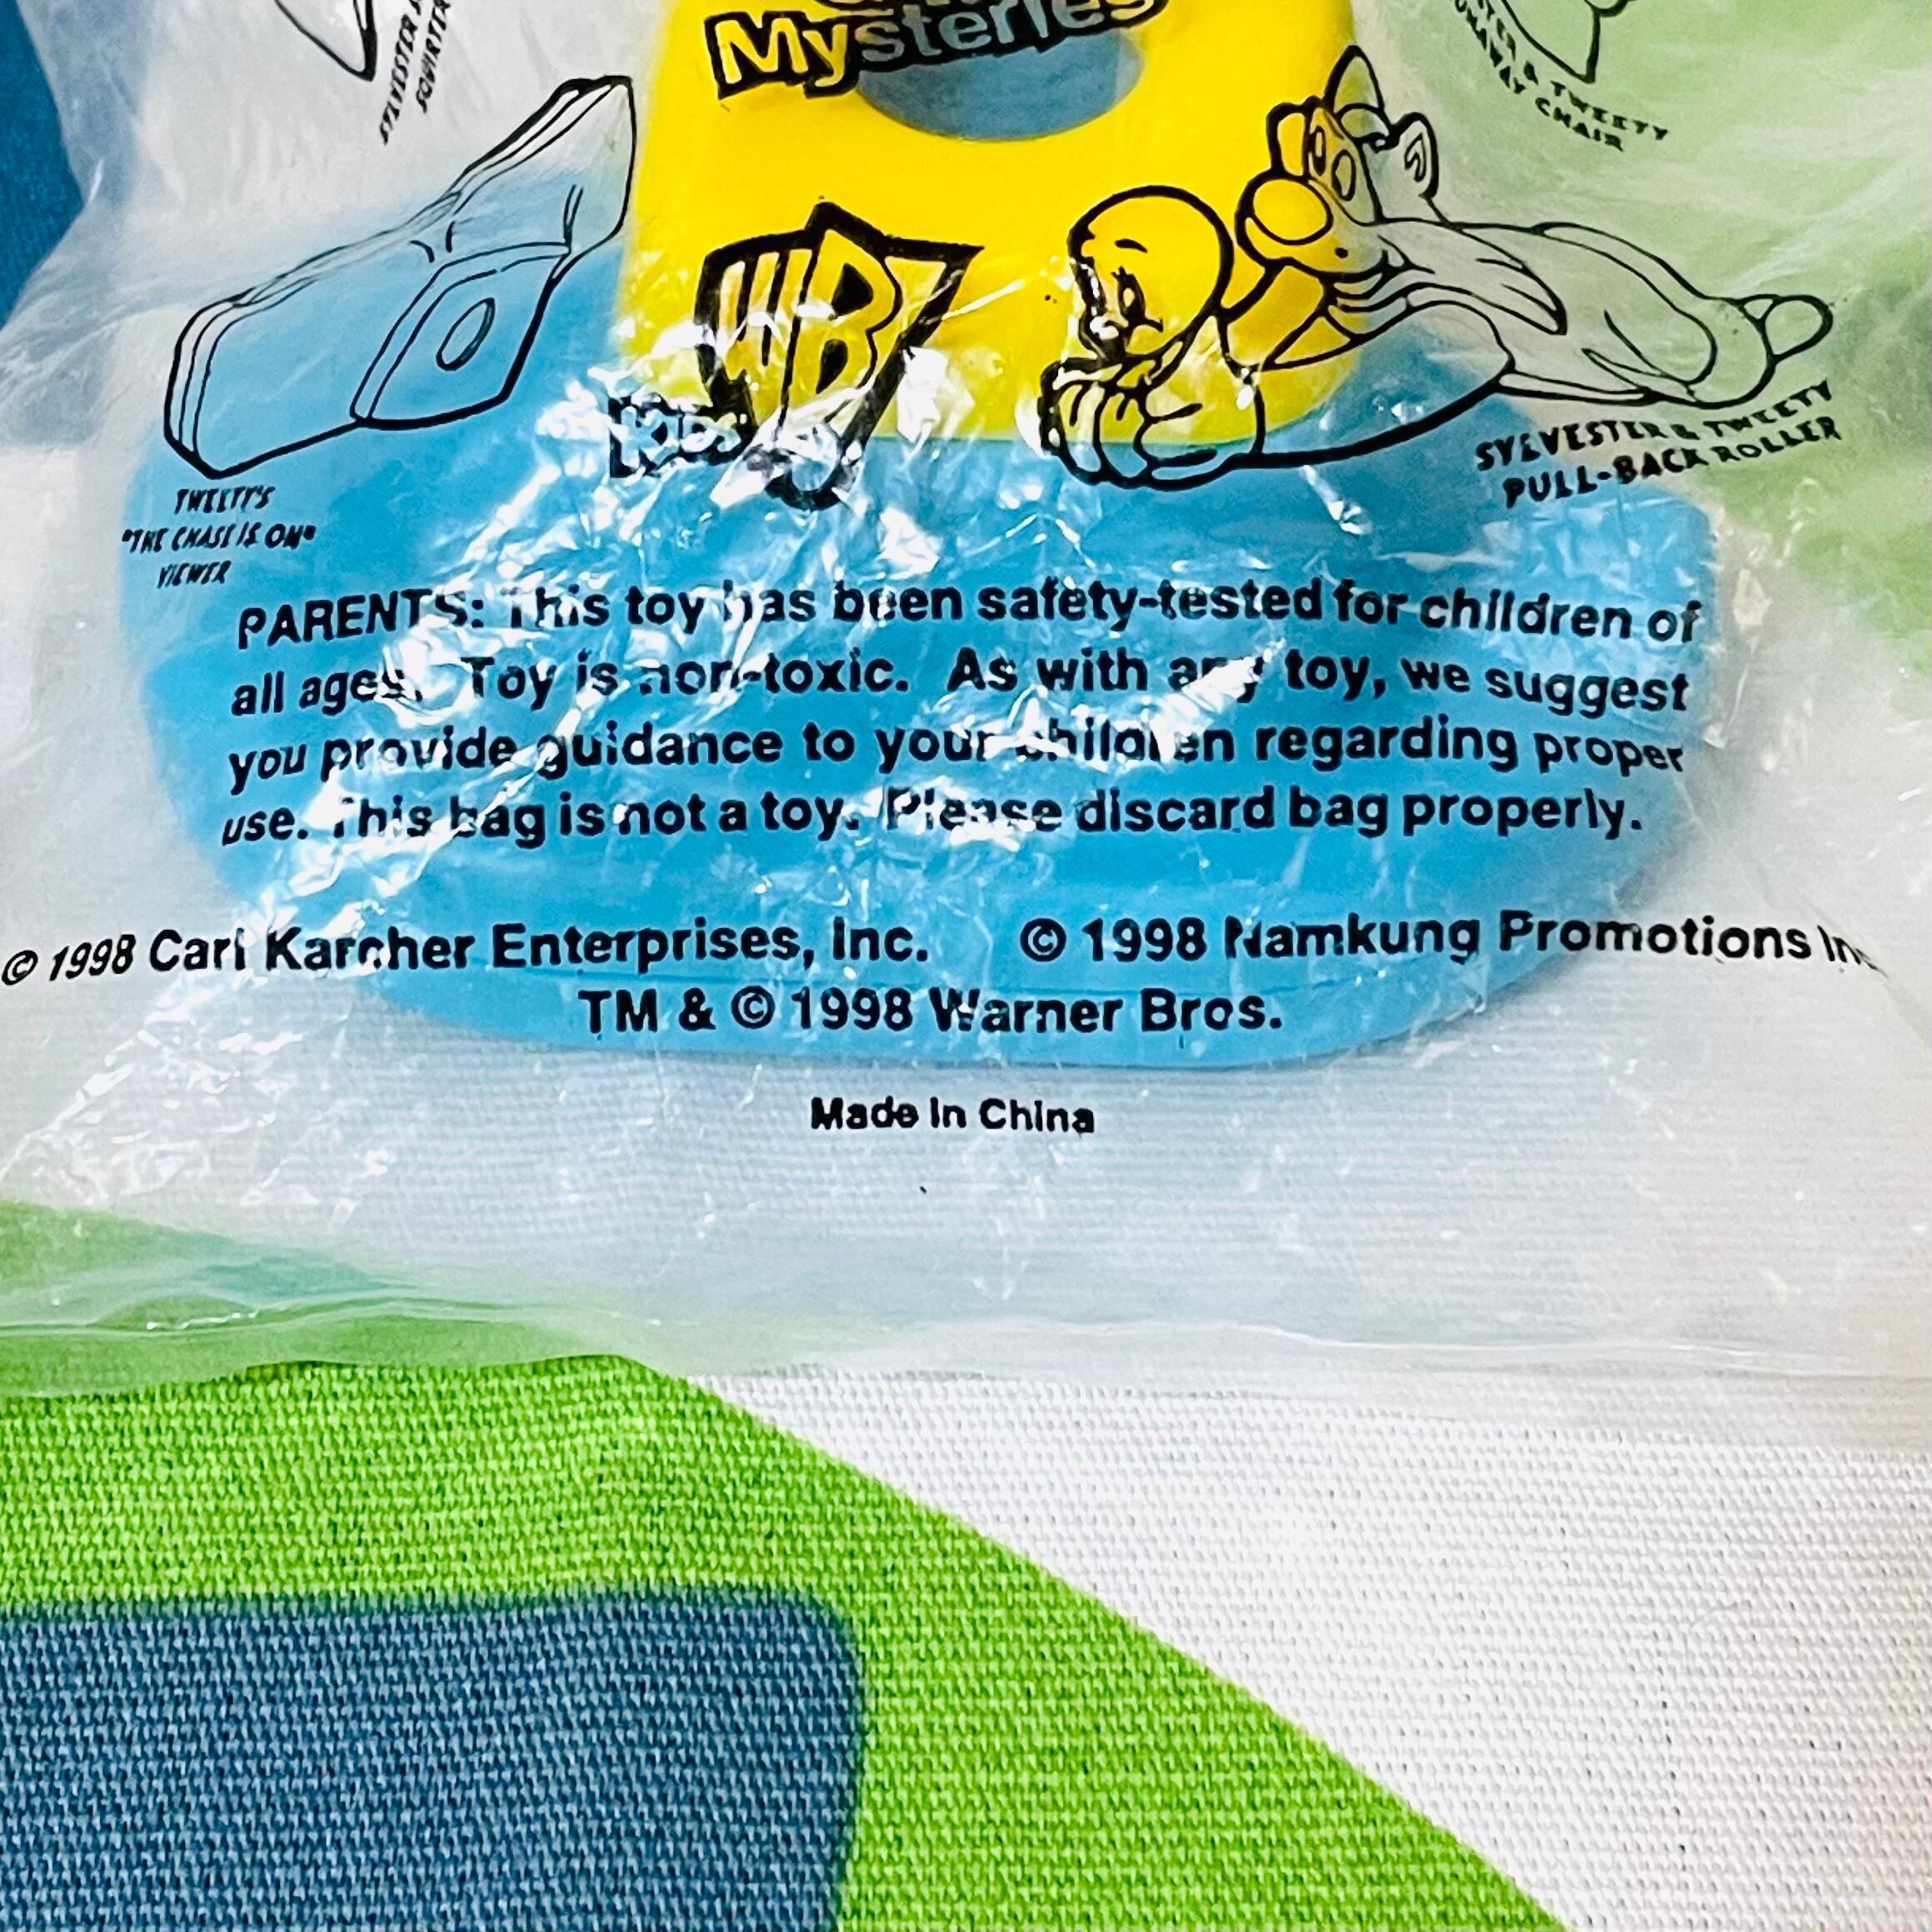 Mysteries
SYLVESTER
SQUIRTER
& TWEETY
CHAIR
WB
KIDS
TWEETY'S
"THE CHASE IS ON"
VIEWER
SYLVESTER & TWEETY
PULL-BACK ROLLER
PARENTS: This toy has been safety-tested for children of
all ages. Toy is non-toxic. As with any toy, we suggest
you provide guidance to your children regarding proper
use. This bag is not a toy. Please discard bag properly.
© 1998 Carl Karcher Enterprises, Inc. © 1998 Namkung Promotions Inc.
TM & © 1998 Warner Bros.
Made In China